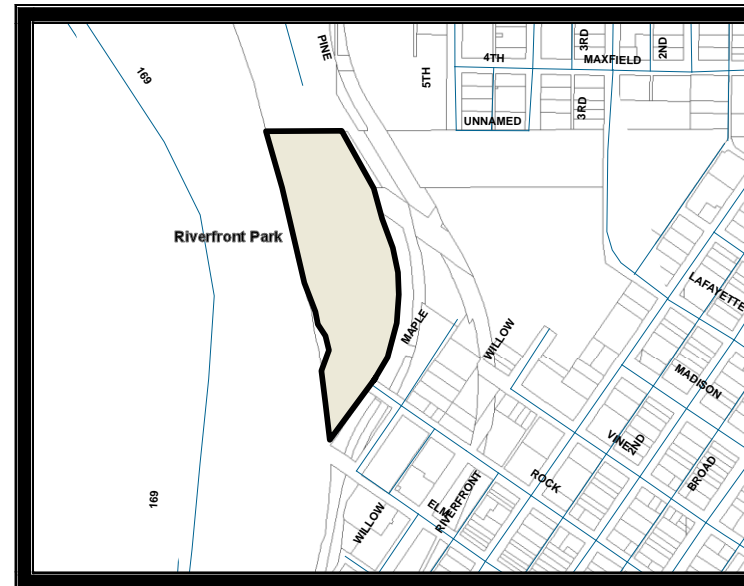 PINE
169
5TH
4TH
3RD
MAXFIELD
2ND
3RD
UNNAMED
Riverfront Park
LAFAYETTE
MAPLE
WILLOW
MADISON
VINE
2ND
BROAD
ROCK
RIVERFRONT
ELM
WILLOW
169